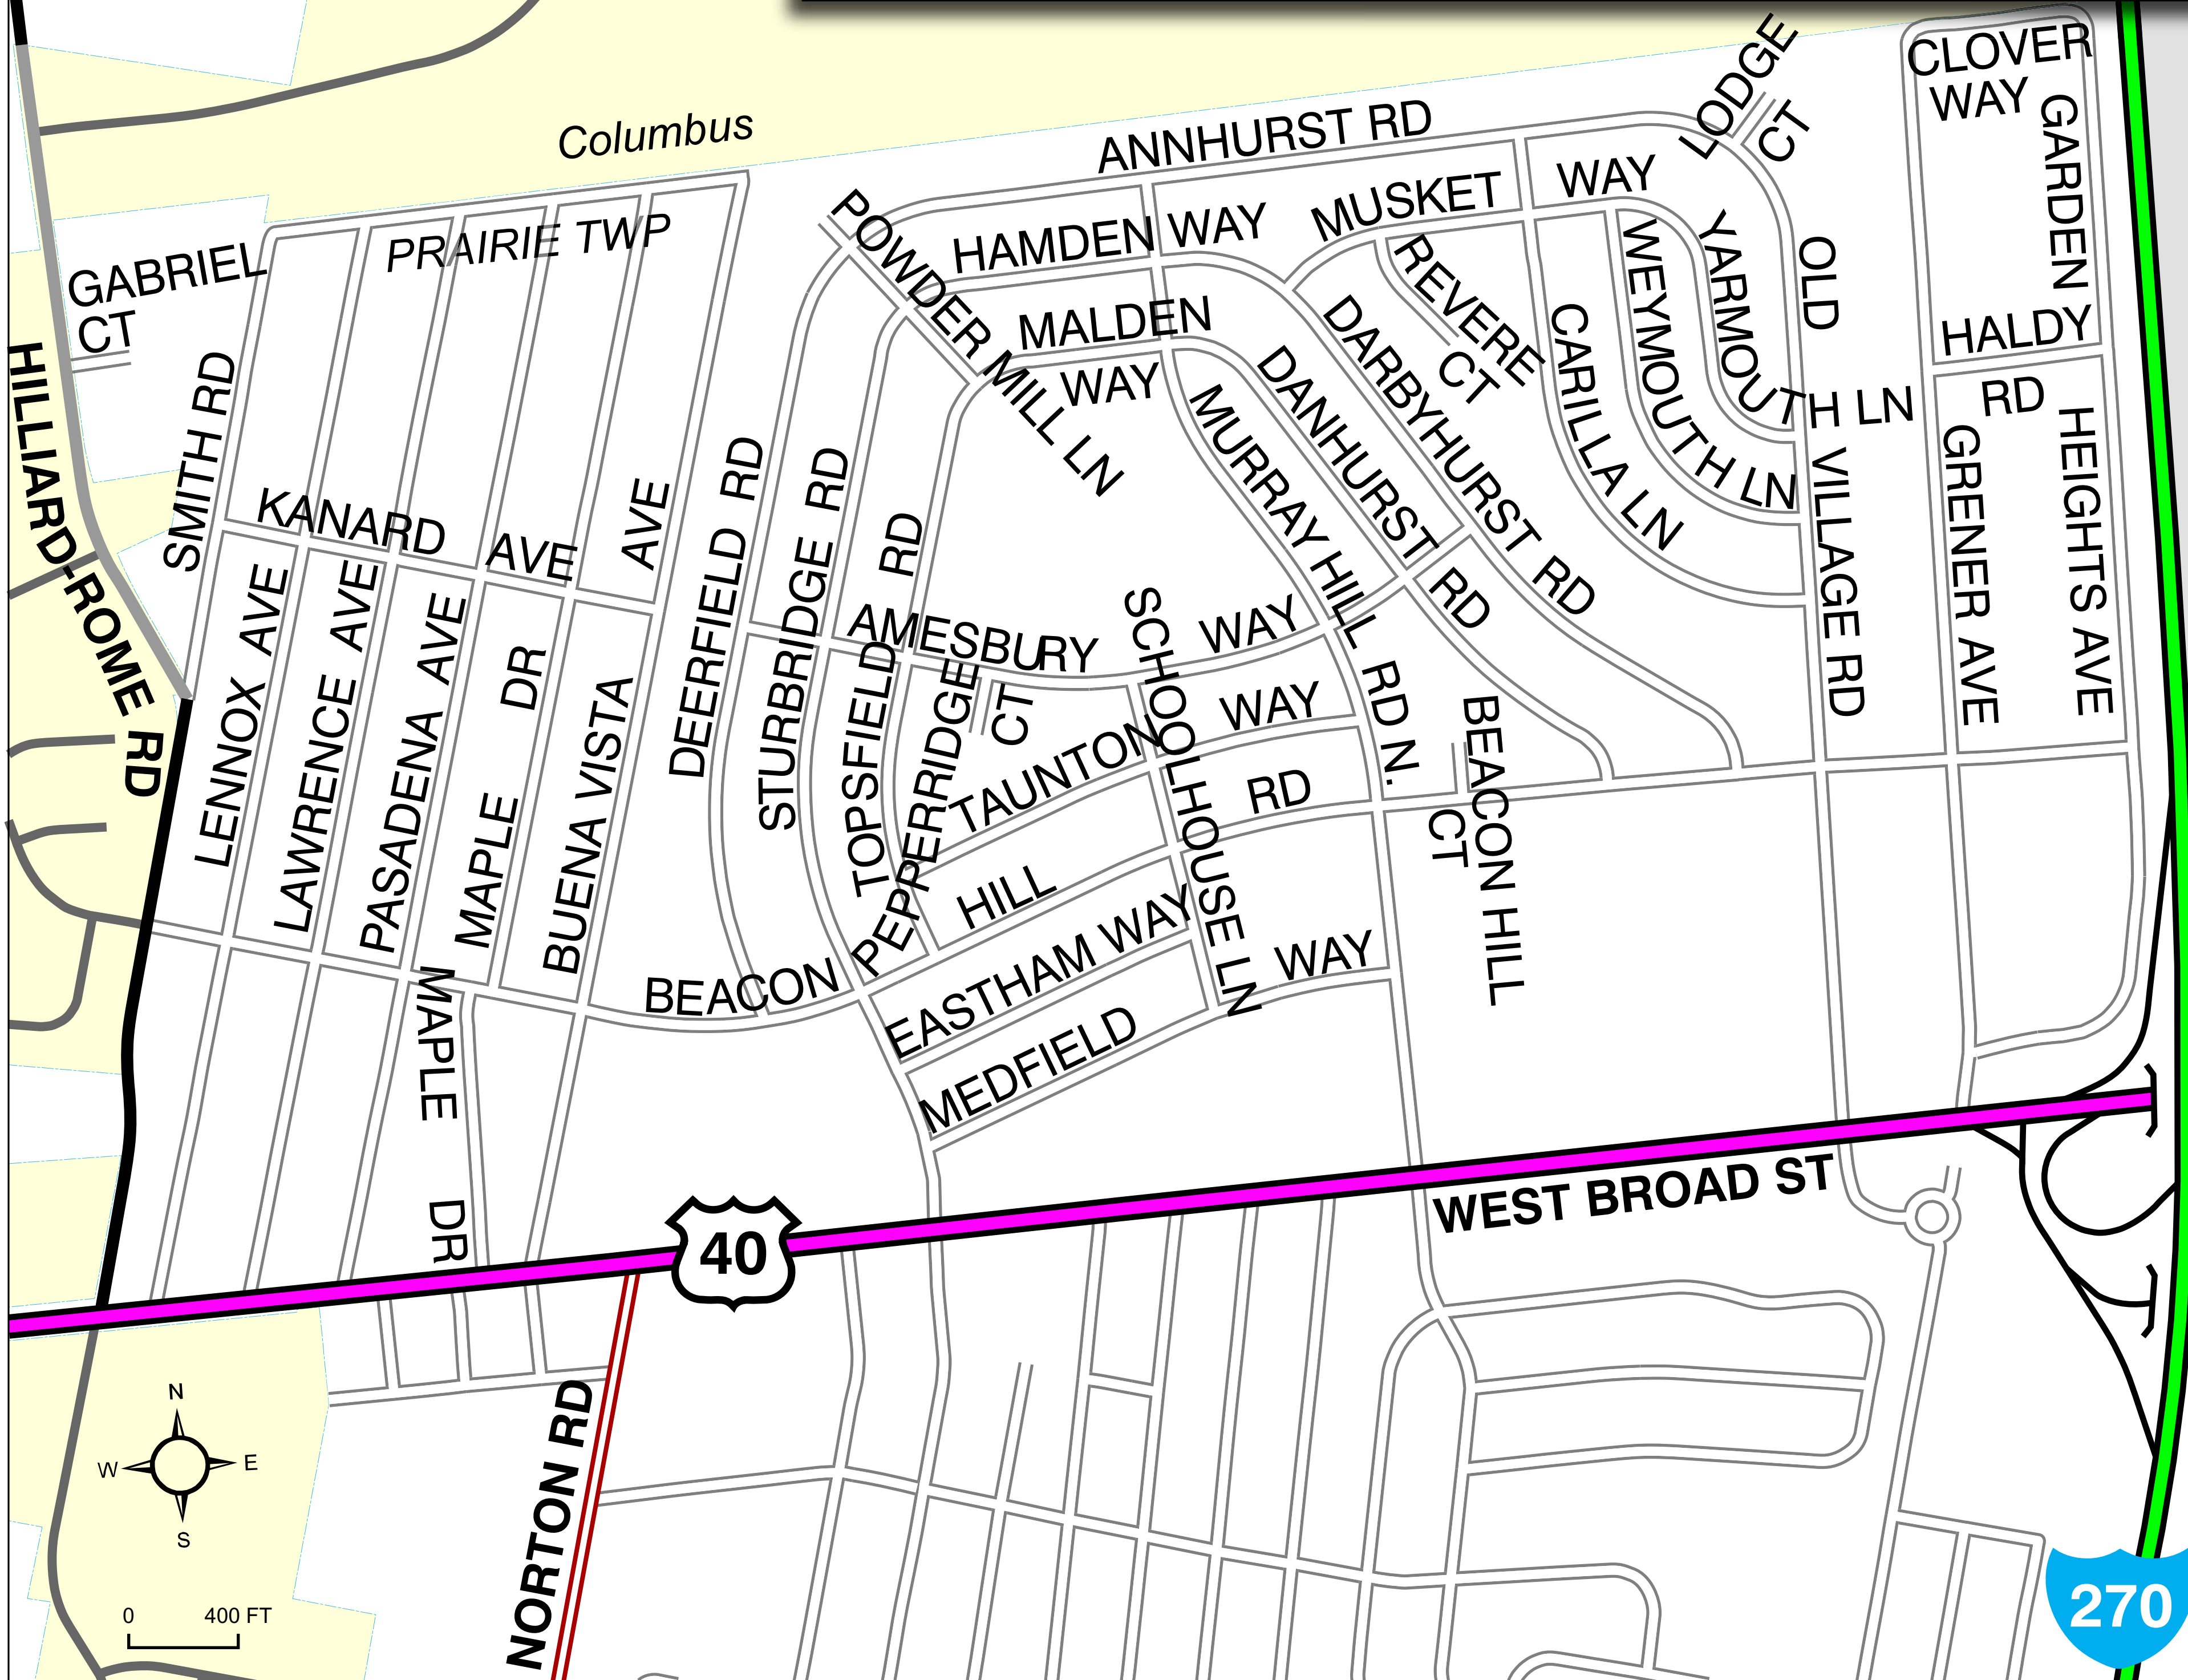 CLOVER
WAY
LODGE
CT
GARDEN
HEIGHTS AVE
Columbus
ANNHURST RD
MUSKET WAY
HAMDEN WAY
POWDER MILL LN
PRAIRIE TWP
GABRIEL
CT
MALDEN
WAY
REVERE
CT
YARMOUTH LN
WEYMOUTH LN
CARILLA LN
OLD VILLAGE RD
HALDY
RD
GRENER AVE
HILLIARD-ROME RD
SMITH RD
KANARD AVE
LENNOX AVE
LAWRENCE AVE
PASADENA AVE
MAPLE DR
BUENA VISTA AVE
DEERFIELD RD
STURBRIDGE RD
TOPSFIELD RD
DARBYHURST RD
DANHURST RD
MURRAY HILL RD N.
AMESBURY WAY
SCHOOLHOUSE LN
PEPPERRIDGE
CT
TAUNTON WAY
BEACON HILL RD
BEACON HILL
CT
EASTHAM WAY
MEDFIELD WAY
MAPLE DR
40
WEST BROAD ST
NORTON RD
N
W
E
S
0 400 FT
270